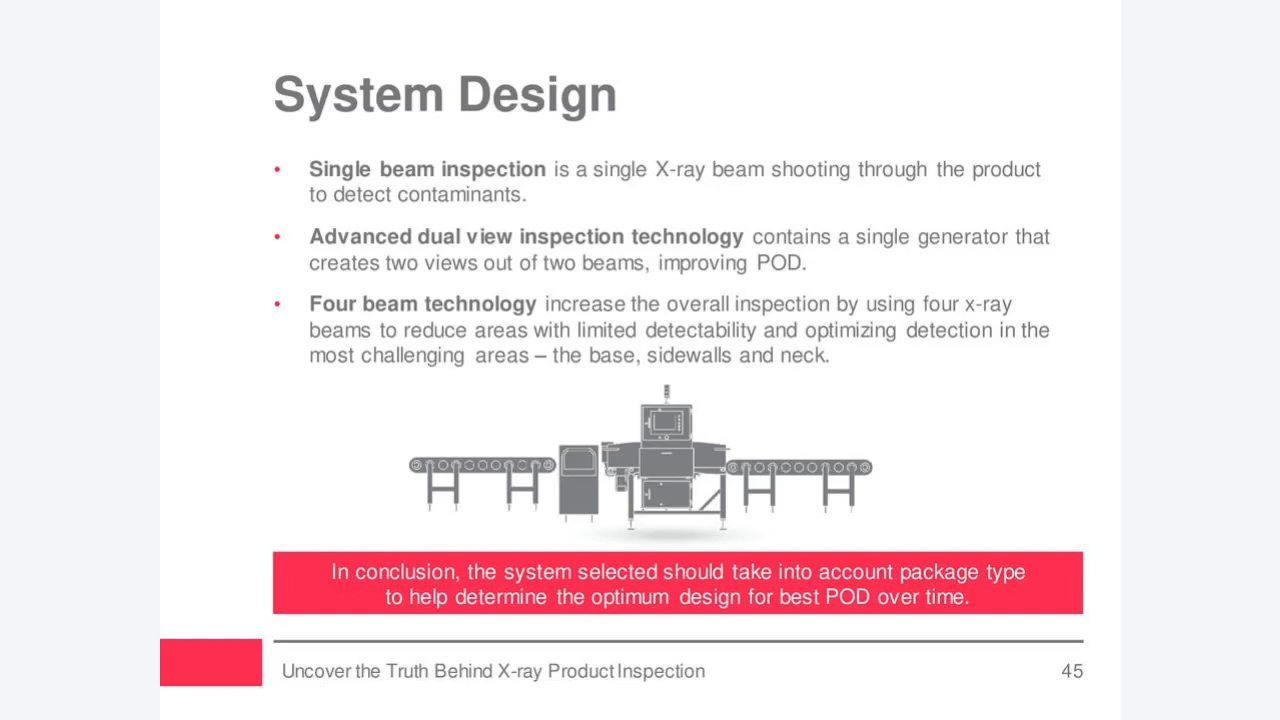 System Design
• Single beam inspection is a single X-ray beam shooting through the product
to detect contaminants.
• Advanced dual view inspection technology contains a single generator that
creates two views out of two beams, improving POD.
• Four beam technology increase the overall inspection by using four x-ray
beams to reduce areas with limited detectability and optimizing detection in the
most challenging areas – the base, sidewalls and neck.
In conclusion, the system selected should take into account package type
to help determine the optimum design for best POD over time.
Uncover the Truth Behind X-ray Product Inspection
45